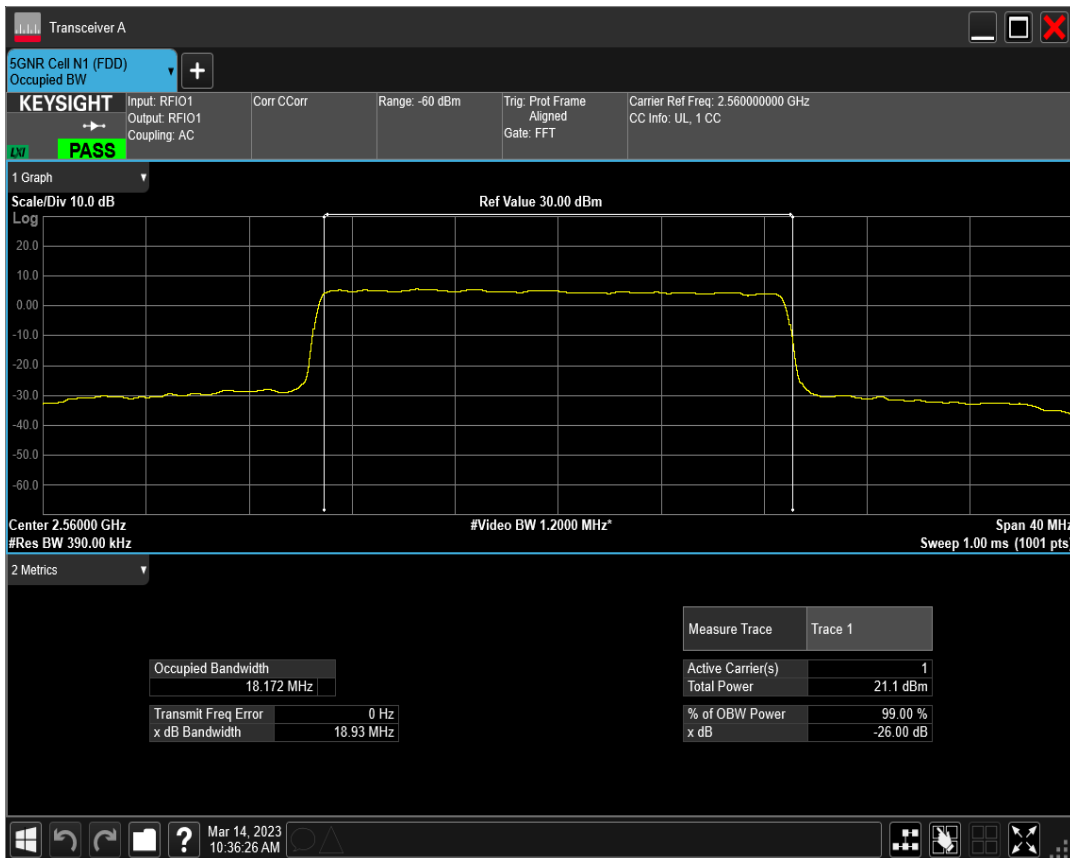 Transceiver A
5GNR Cell N1 (FDD)
Occupied BW
KEYSIGHT
LXI
PASS
Input: RFIO1
Output: RFIO1
Coupling: AC
Corr CCorr
Range: -60 dBm
Trig: Prot Frame
Aligned
Gate: FFT
Carrier Ref Freq: 2.560000000 GHz
CC Info: UL, 1 CC
1 Graph
Scale/Div 10.0 dB
Ref Value 30.00 dBm
Log
20.0
10.0
0.00
-10.0
-20.0
-30.0
-40.0
-50.0
-60.0
Center 2.56000 GHz
#Video BW 1.2000 MHz*
Span 40 MHz
#Res BW 390.00 kHz
Sweep 1.00 ms (1001 pts)
2 Metrics
Measure Trace Trace 1
Occupied Bandwidth
18.172 MHz
Active Carrier(s) 1
Total Power 21.1 dBm
Transmit Freq Error 0 Hz
x dB Bandwidth 18.93 MHz
% of OBW Power 99.00 %
x dB -26.00 dB
Mar 14, 2023
10:36:26 AM